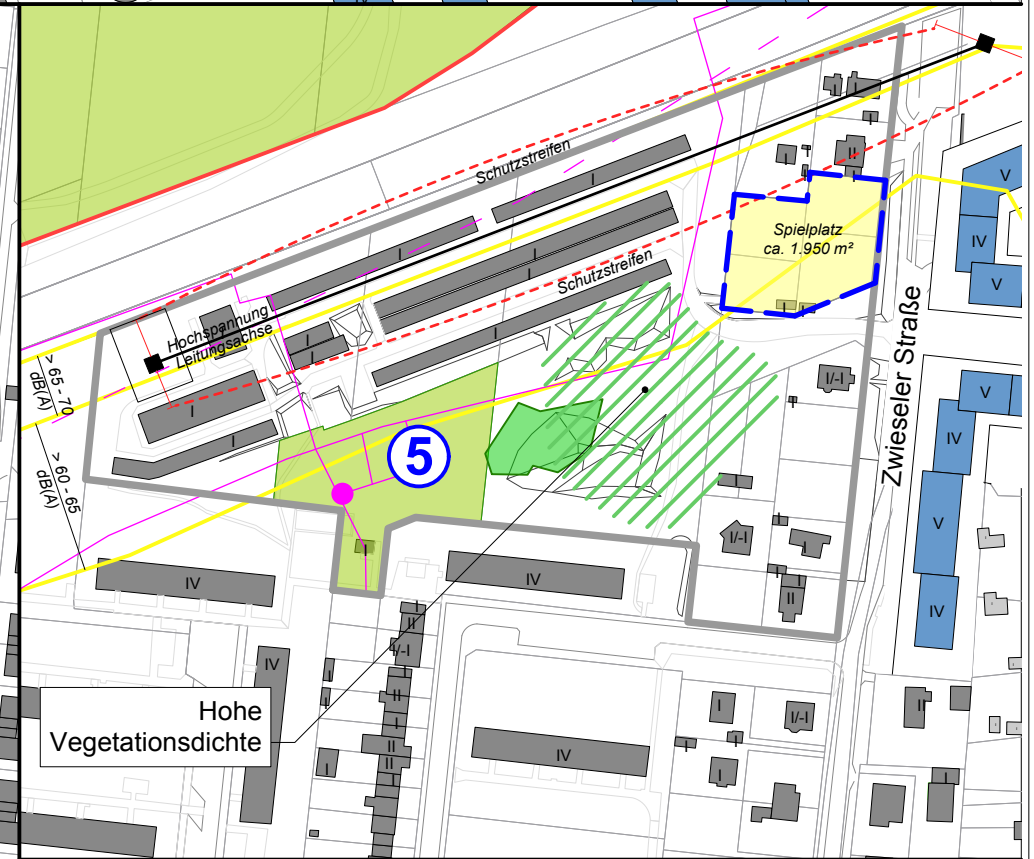 IV
Schutzstreifen
I
I
I
I
I
II
V
IV
V
Spielplatz
ca. 1.950 m²
Schutzstreifen
I
I
Hochspannung
Leitungsachse
I
I
I
I
I
I
I
> 65 - 70
dB(A)
> 60 - 65
dB(A)
5
Zwieseler Straße
I/-I
I
V
IV
V
IV
I
I/-I
I
I
I
II
IV
IV
I
I
II
I/-I
I
II
I
II
II
I
I
I
I
IV
Hohe
Vegetationsdichte
IV
I
I/-I
I
I
I
II
I